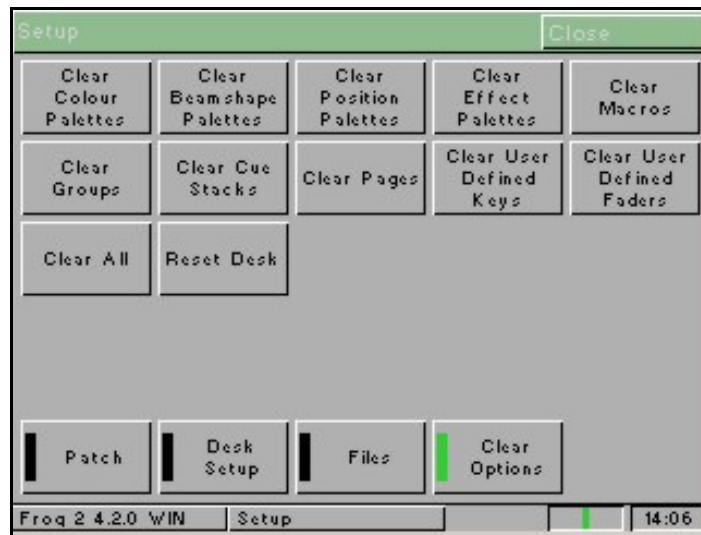 Setup
Close
Clear
Colour
Palettes
Clear
Beamshape
Palettes
Clear
Position
Palettes
Clear
Effect
Palettes
Clear
Macros
Clear
Groups
Clear Cue
Stacks
Clear Pages
Clear User
Defined
Keys
Clear User
Defined
Faders
Clear All
Reset Desk
Patch
Desk
Setup
Files
Clear
Options
Frog 2 4.2.0 WIN
Setup
14:06